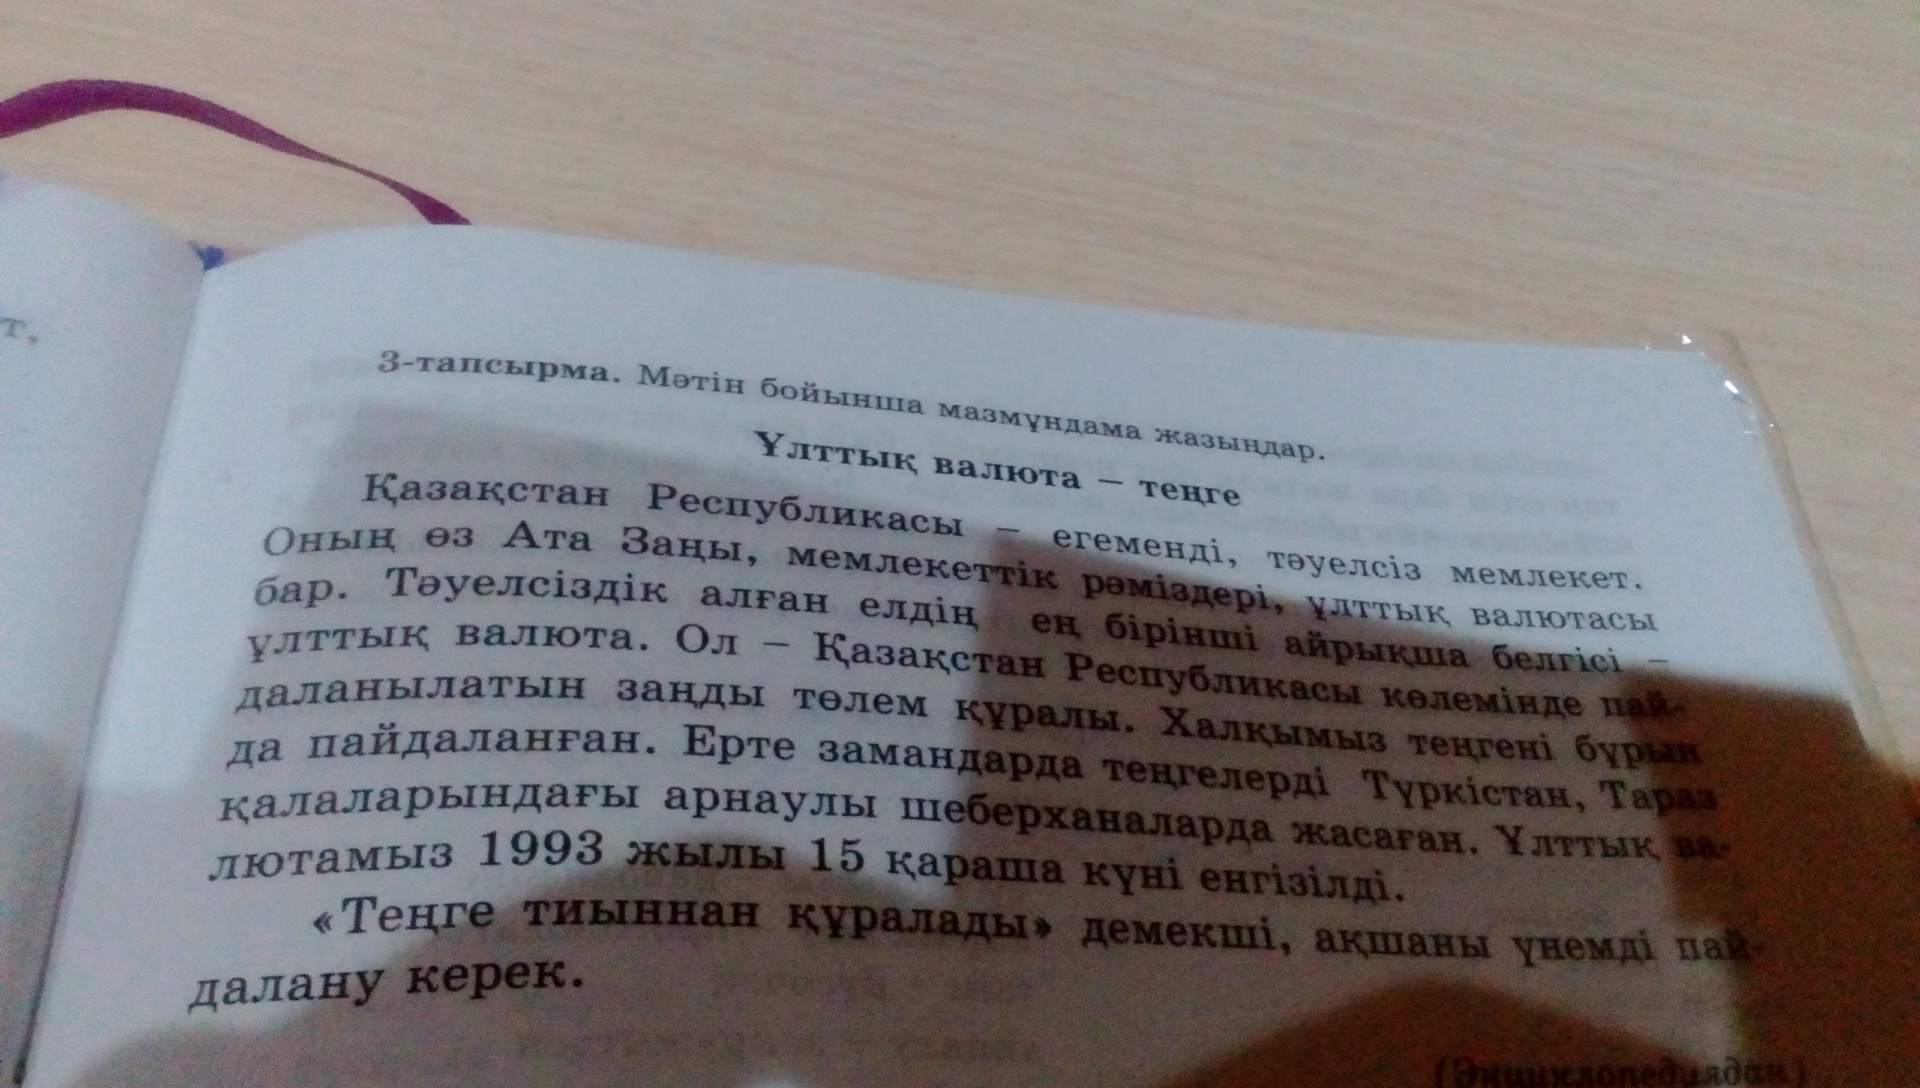 т,
3-тапсырма. Мәтін бойынша мазмұндама жазыңдар.
Ұлттық валюта – теңге
Қазақстан Республикасы – егеменді, тәуелсіз мемлекет.
Оның өз Ата Заңы, мемлекеттік рәміздері, ұлттық валютасы
бар. Тәуелсіздік алған елдің ең бірінші айрықша белгісі –
ұлттық валюта. Ол – Қазақстан Республикасы көлемінде пай-
даланылатын заңды төлем құралы. Халқымыз теңгені бұрын
да пайдаланған. Ерте замандарда теңгелерді Түркістан, Тараз
қалаларындағы арнаулы шеберханаларда жасаған. Ұлттық ва-
лютамыз 1993 жылы 15 қараша күні енгізілді.
«Теңге тиыннан құралады» демекші, ақшаны үнемді пай-
далану керек.
(Энциклопедиядан)